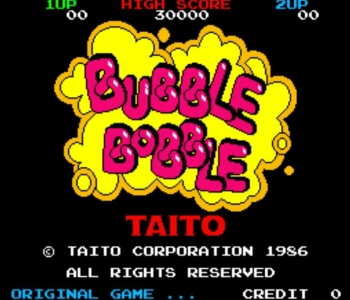 1UP HIGH SCORE 2UP
00 30000 00
BUBBLE
BOBBLE
TAITO
© TAITO CORPORATION 1986
ALL RIGHTS RESERVED
ORIGINAL GAME ... CREDIT 0